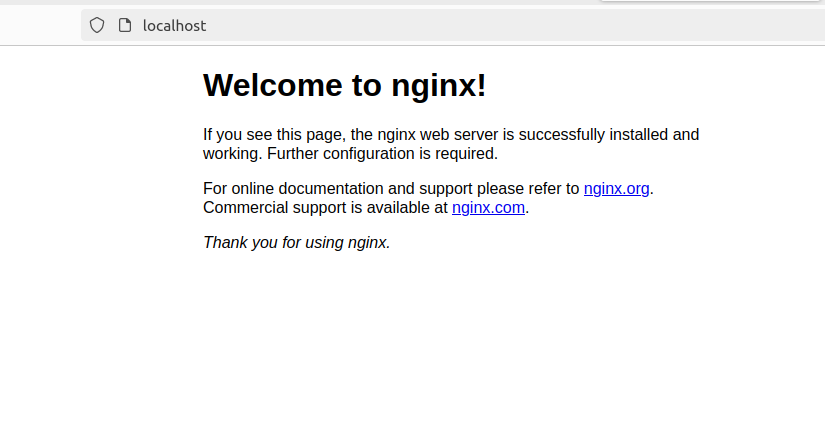 localhost
Welcome to nginx!
If you see this page, the nginx web server is successfully installed and
working. Further configuration is required.
For online documentation and support please refer to nginx.org.
Commercial support is available at nginx.com.
Thank you for using nginx.